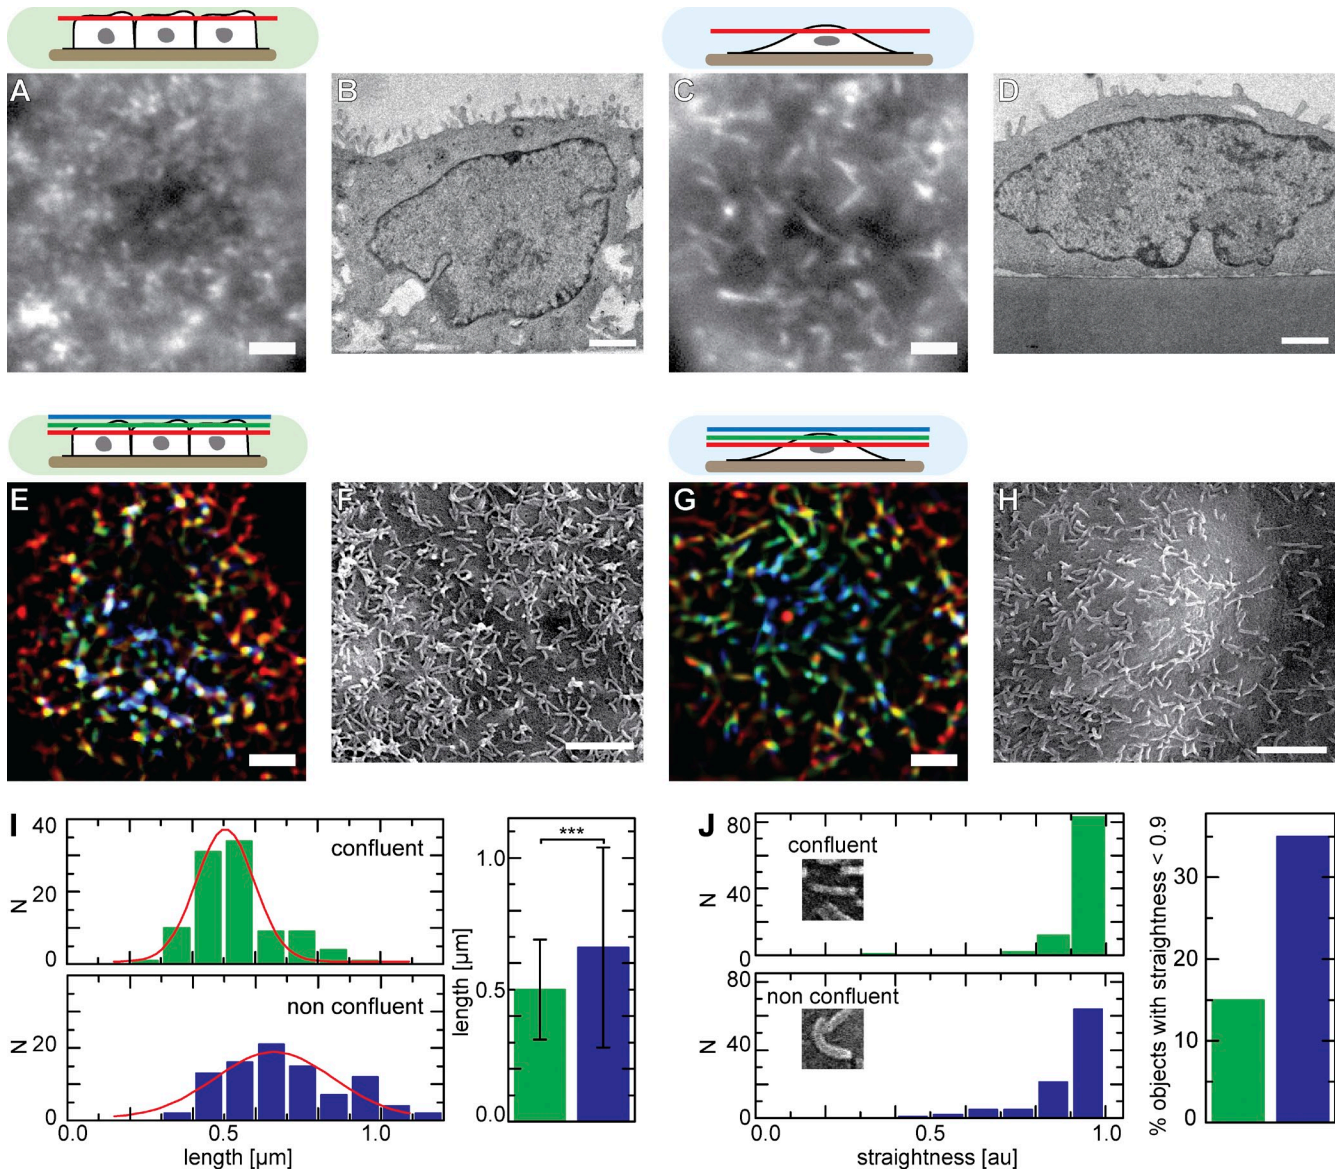 A
B
C
D
E
F
G
H
I
40
20
0
N
confluent
20
0
N
non confluent
0.0
0.5
1.0
length [µm]
***
1.0
0.5
0.0
length [µm]
J
80
40
0
N
confluent
80
40
0
N
non confluent
0.0
0.5
1.0
straightness [au]
% objects with straightness < 0.9
30
20
10
0